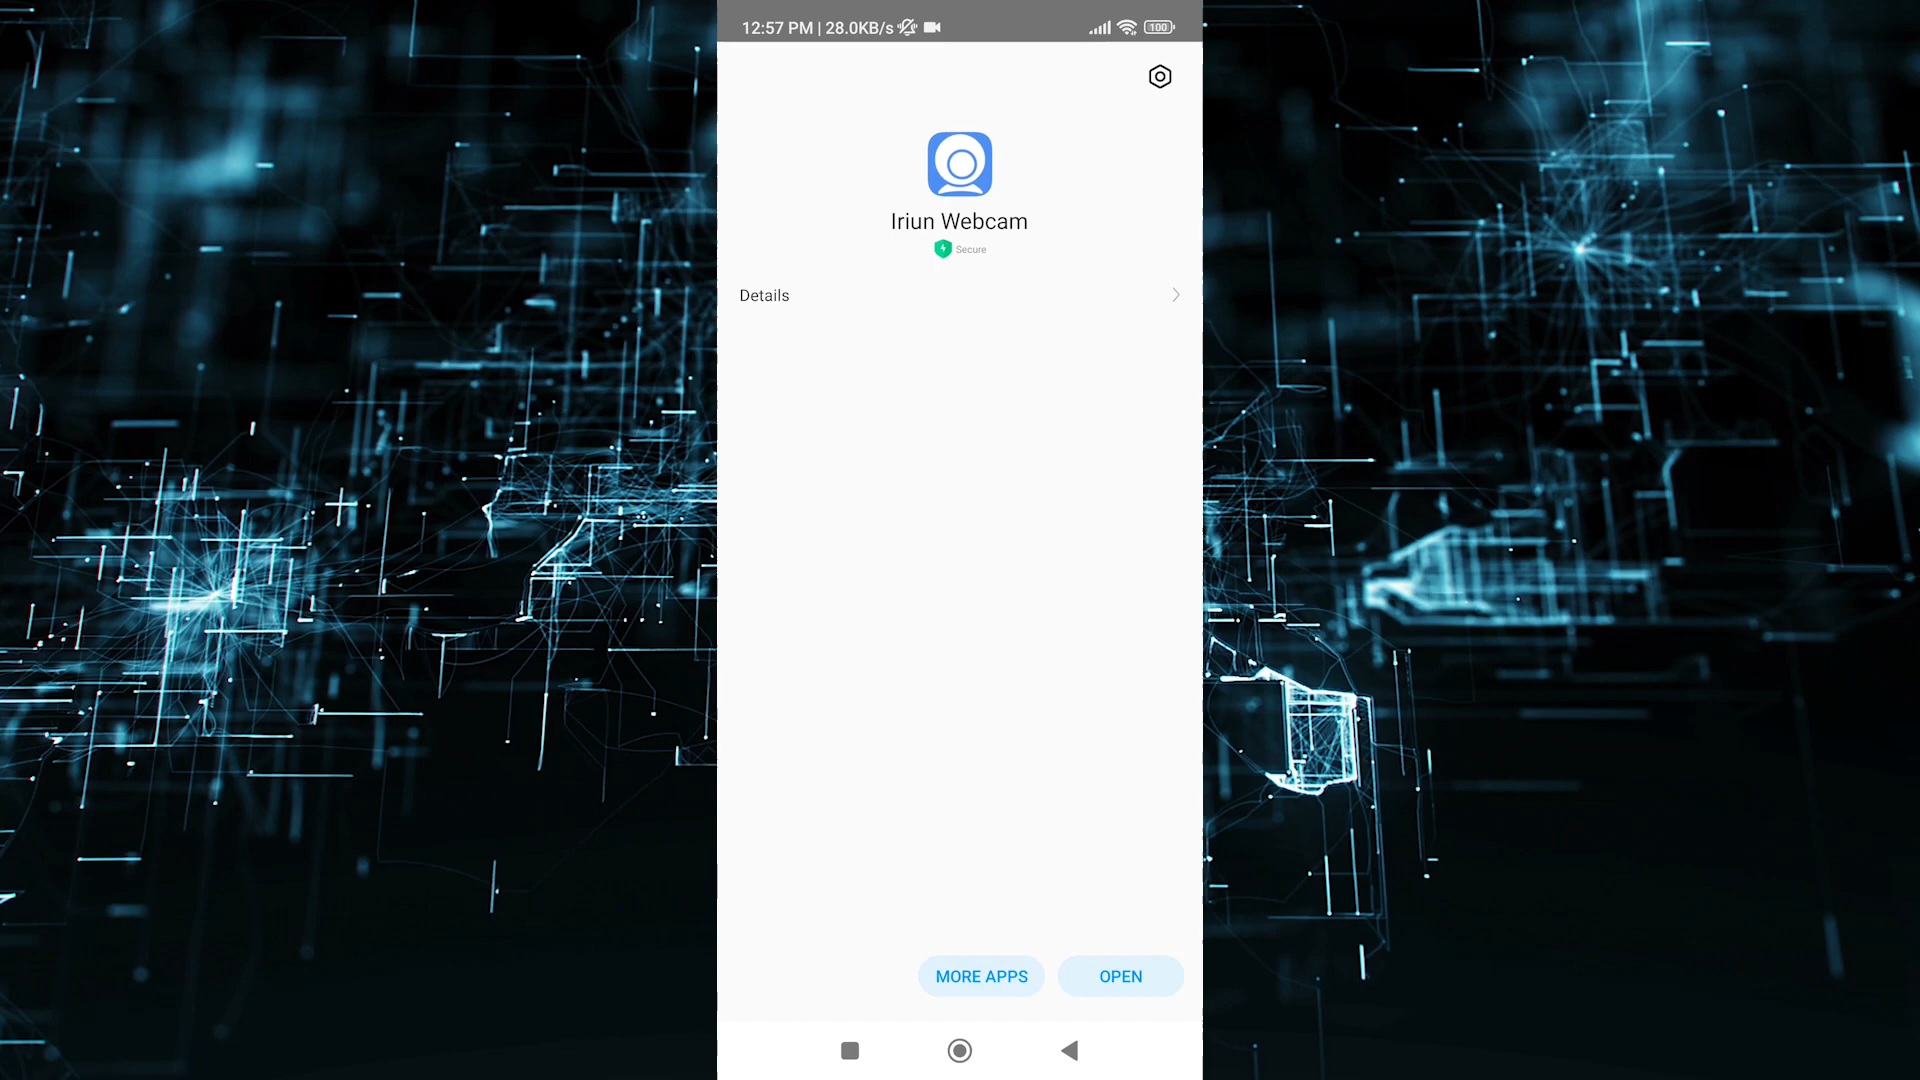 12:57 PM | 28.0KB/s
100
Iriun Webcam
Secure
Details
MORE APPS
OPEN